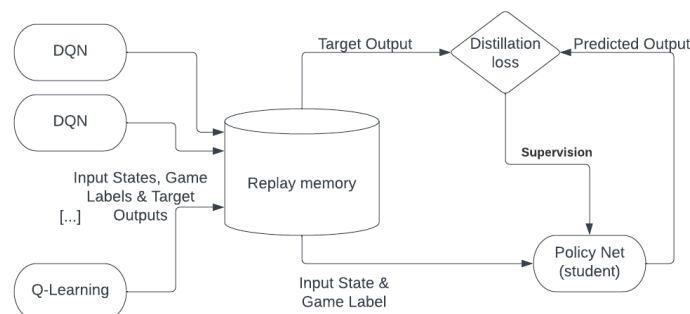 DQN
DQN
[...]
Q-Learning
Input States, Game
Labels & Target
Outputs
Replay memory
Target Output
Distillation
loss
Predicted Output
Supervision
Input State &
Game Label
Policy Net
(student)